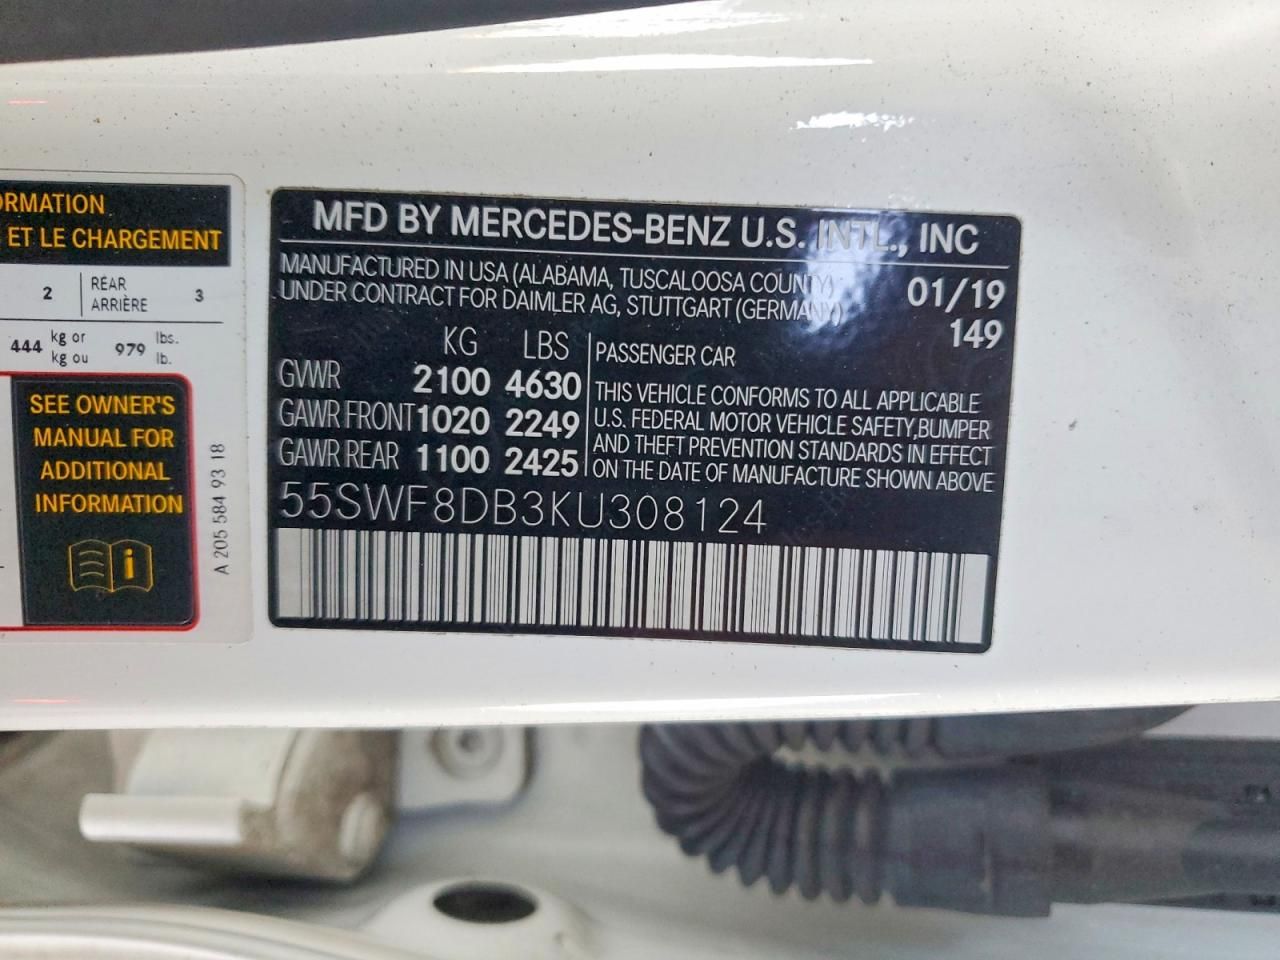 ORMATION
ET LE CHARGEMENT
2 REAR ARRIÈRE 3
444 kg or kg ou 979 lbs. lb.
SEE OWNER'S
MANUAL FOR
ADDITIONAL
INFORMATION
i
A 205 584 93 18
MFD BY MERCEDES-BENZ U.S. INTL., INC
MANUFACTURED IN USA (ALABAMA, TUSCALOOSA COUNTY)
UNDER CONTRACT FOR DAIMLER AG, STUTTGART (GERMANY)
01/19
149
KG LBS
GVWR 2100 4630
GAWR FRONT 1020 2249
GAWR REAR 1100 2425
PASSENGER CAR
THIS VEHICLE CONFORMS TO ALL APPLICABLE
U.S. FEDERAL MOTOR VEHICLE SAFETY,BUMPER
AND THEFT PREVENTION STANDARDS IN EFFECT
ON THE DATE OF MANUFACTURE SHOWN ABOVE
55SWF8DB3KU308124